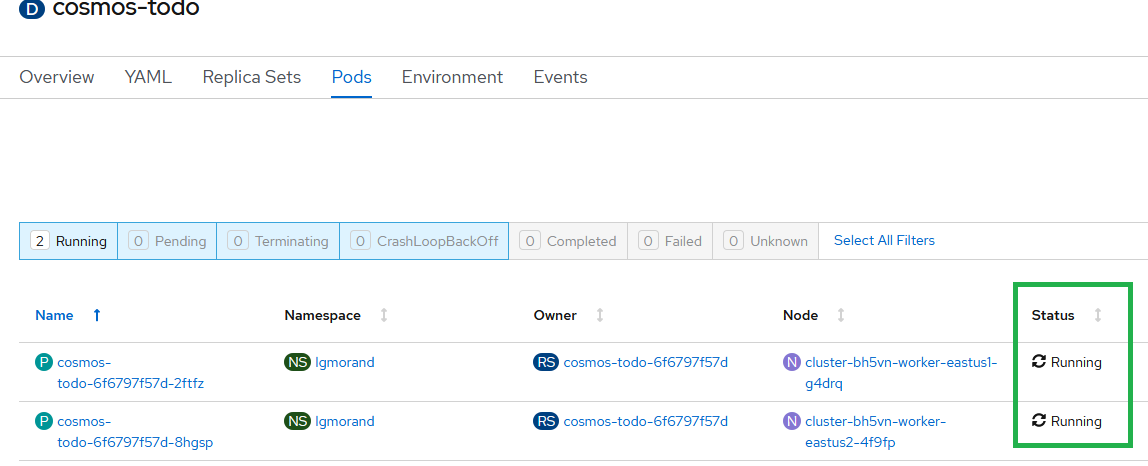 D cosmos-todo
Overview YAML Replica Sets Pods Environment Events
2 Running 0 Pending 0 Terminating 0 CrashLoopBackOff 0 Completed 0 Failed 0 Unknown Select All Filters
Name Namespace Owner Node Status
P cosmos- NS lgmorand RS cosmos-todo-6f6797f57d N cluster-bh5vn-worker-eastus1- Running
todo-6f6797f57d-2ftfz g4drq
P cosmos- NS lgmorand RS cosmos-todo-6f6797f57d N cluster-bh5vn-worker- Running
todo-6f6797f57d-8hgsp eastus2-4f9fp